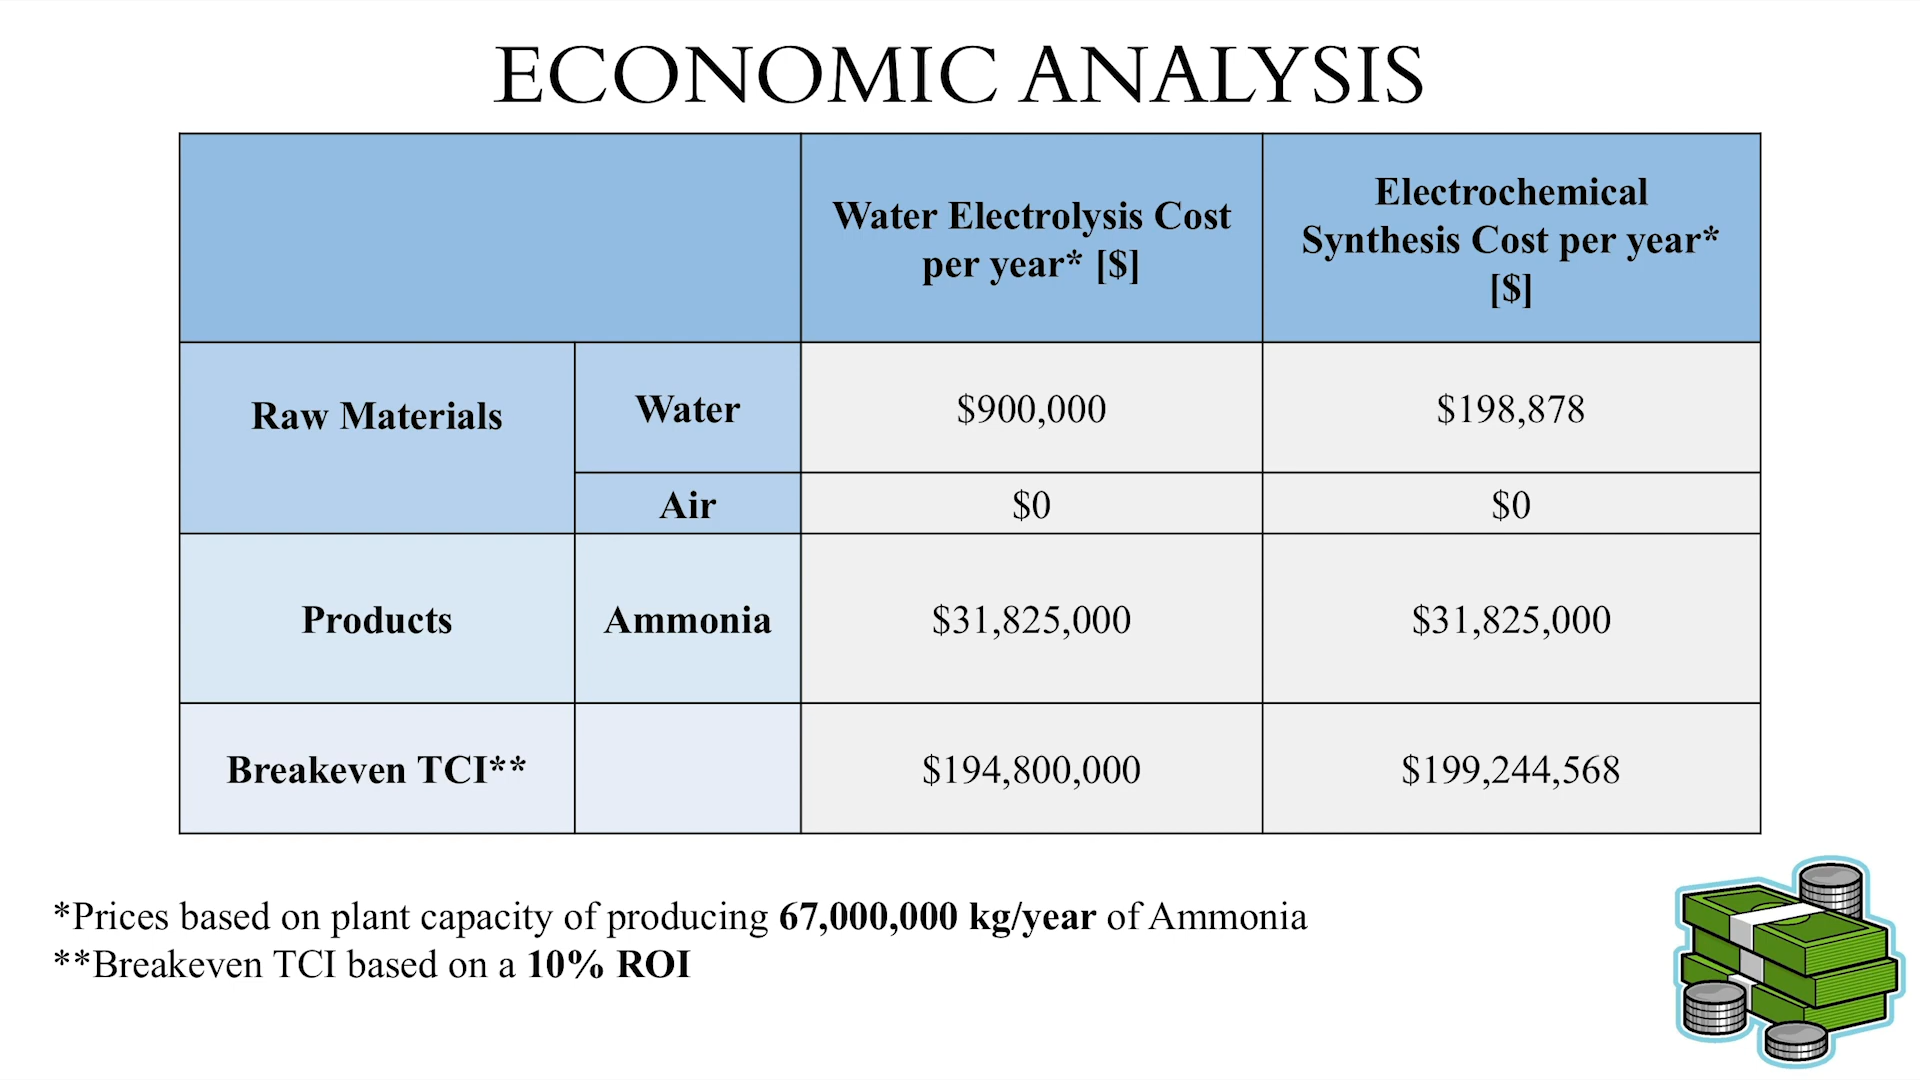 ECONOMIC ANALYSIS
Water Electrolysis Cost
per year* [$]
Electrochemical
Synthesis Cost per year*
[$]
Raw Materials
Water
$900,000
$198,878
Air
$0
$0
Products
Ammonia
$31,825,000
$31,825,000
Breakeven TCI**
$194,800,000
$199,244,568
*Prices based on plant capacity of producing 67,000,000 kg/year of Ammonia
**Breakeven TCI based on a 10% ROI